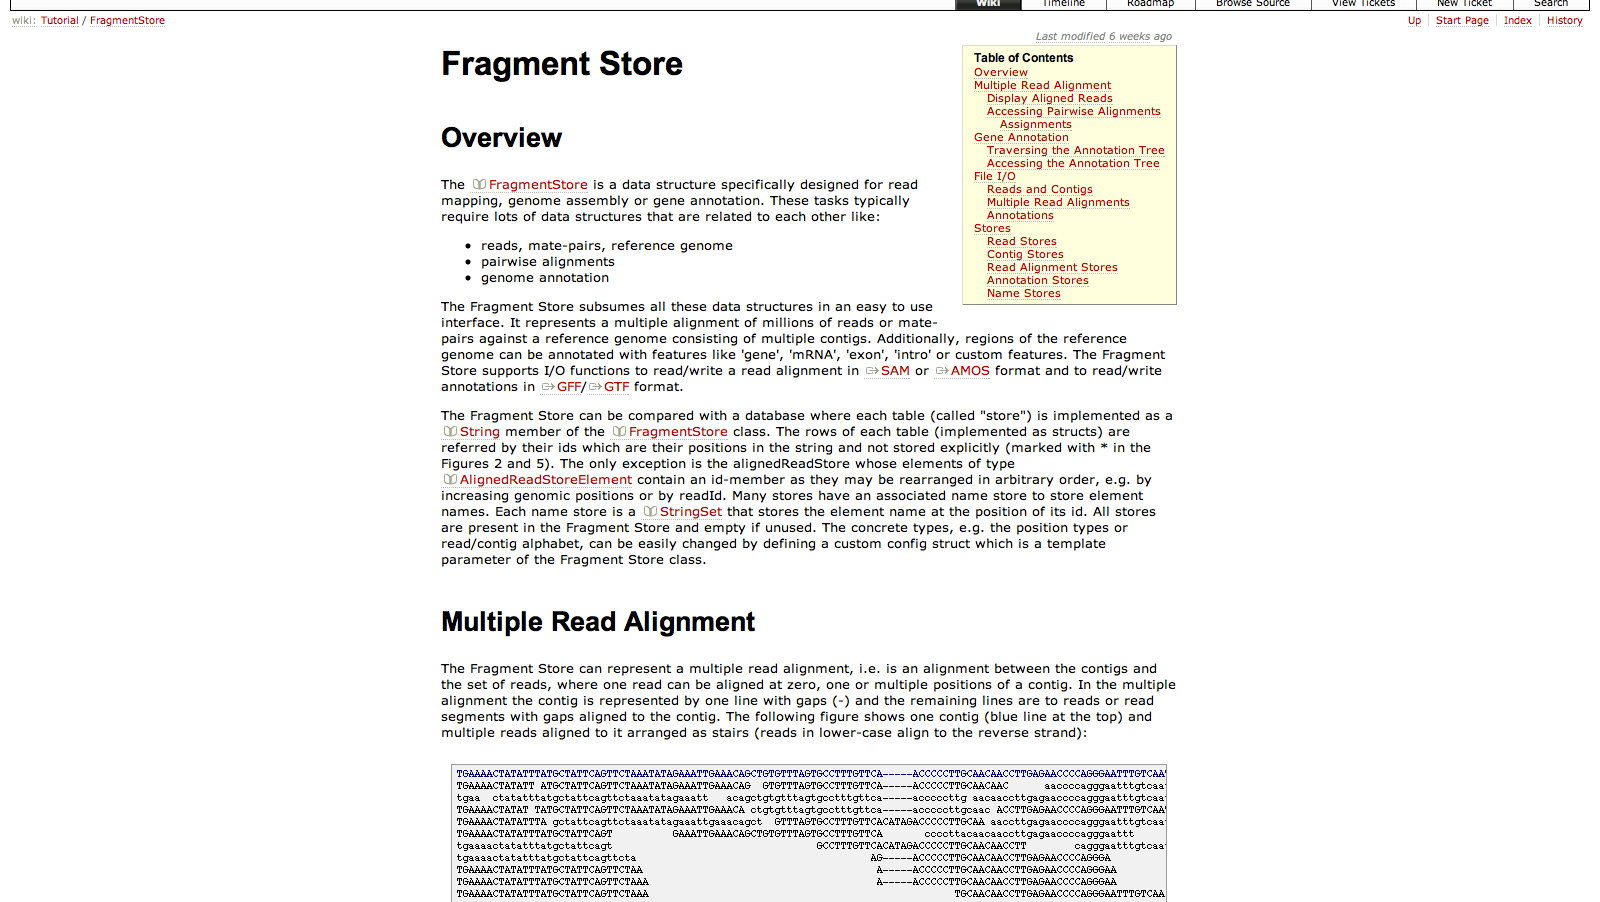 Wiki Timeline Roadmap Browse Source View Tickets New Ticket Search
wiki: Tutorial / FragmentStore
Up Start Page Index History
Last modified 6 weeks ago
Fragment Store
Table of Contents
Overview
Multiple Read Alignment
Display Aligned Reads
Accessing Pairwise Alignments
Assignments
Gene Annotation
Traversing the Annotation Tree
Accessing the Annotation Tree
File I/O
Reads and Contigs
Multiple Read Alignments
Annotations
Stores
Read Stores
Contig Stores
Read Alignment Stores
Annotation Stores
Name Stores
Overview
The FragmentStore is a data structure specifically designed for read
mapping, genome assembly or gene annotation. These tasks typically
require lots of data structures that are related to each other like:
• reads, mate-pairs, reference genome
• pairwise alignments
• genome annotation
The Fragment Store subsumes all these data structures in an easy to use
interface. It represents a multiple alignment of millions of reads or mate-
pairs against a reference genome consisting of multiple contigs. Additionally, regions of the reference
genome can be annotated with features like 'gene', 'mRNA', 'exon', 'intro' or custom features. The Fragment
Store supports I/O functions to read/write a read alignment in SAM or AMOS format and to read/write
annotations in GFF/ GTF format.
The Fragment Store can be compared with a database where each table (called "store") is implemented as a
String member of the FragmentStore class. The rows of each table (implemented as structs) are
referred by their ids which are their positions in the string and not stored explicitly (marked with * in the
Figures 2 and 5). The only exception is the alignedReadStore whose elements of type
AlignedReadStoreElement contain an id-member as they may be rearranged in arbitrary order, e.g. by
increasing genomic positions or by readId. Many stores have an associated name store to store element
names. Each name store is a StringSet that stores the element name at the position of its id. All stores
are present in the Fragment Store and empty if unused. The concrete types, e.g. the position types or
read/contig alphabet, can be easily changed by defining a custom config struct which is a template
parameter of the Fragment Store class.
Multiple Read Alignment
The Fragment Store can represent a multiple read alignment, i.e. is an alignment between the contigs and
the set of reads, where one read can be aligned at zero, one or multiple positions of a contig. In the multiple
alignment the contig is represented by one line with gaps (-) and the remaining lines are to reads or read
segments with gaps aligned to the contig. The following figure shows one contig (blue line at the top) and
multiple reads aligned to it arranged as stairs (reads in lower-case align to the reverse strand):
TGAAAACTATATTTATGCTATTCAGTTCTAAATATAGAAATTGAAACAGCTGTGTTTAGTGCCTTTGTTCA-----ACCCCCTTGCAACAACCTTGAGAACCCCAGGGAATTTGTCAAT
TGAAAACTATATT ATGCTATTCAGTTCTAAATATAGAAATTGAAACAG GTGTTTAGTGCCTTTGTTCA-----ACCCCCTTGCAACAAC aaccccagggaatttgtcaat
tgaa ctatatttatgctattcagttctaaatatagaaatt acagctgtgtttagtgcctttgttca-----acccccttg aacaaccttgagaaccccagggaatttgtcaat
TGAAAACTATAT TATGCTATTCAGTTCTAAATATAGAAATTGAAACA ctgtgtttagtgcctttgttca-----acccccttgcaac ACCTTGAGAACCCCAGGGAATTTGTCAAT
TGAAAACTATATTTA gctattcagttctaaatatagaaattgaaacagct GTTTAGTGCCTTTGTTCACATAGACCCCCTTGCAA aaccttgagaaccccagggaatttgtcaat
TGAAAACTATATTTATGCTATTCAGT GAAATTGAAACAGCTGTGTTTAGTGCCTTTGTTCA ccccttacaacaaccttgagaaccccagggaattt
tgaaaactatatttatgctattcagt GCCTTTGTTCACATAGACCCCCTTGCAACAACCTT cagggaatttgtcaat
tgaaaactatatttatgctattcagttcta AG-----ACCCCCTTGCAACAACCTTGAGAACCCCAGGGA
TGAAAACTATATTTATGCTATTCAGTTCTAA A-----ACCCCCTTGCAACAACCTTGAGAACCCCAGGGAA
TGAAAACTATATTTATGCTATTCAGTTCTAAA A-----ACCCCCTTGCAACAACCTTGAGAACCCCAGGGAA
TGAAAACTATATTTATGCTATTCAGTTCTAAA TGCAACAACCTTGAGAACCCCAGGGAATTTGTCAA